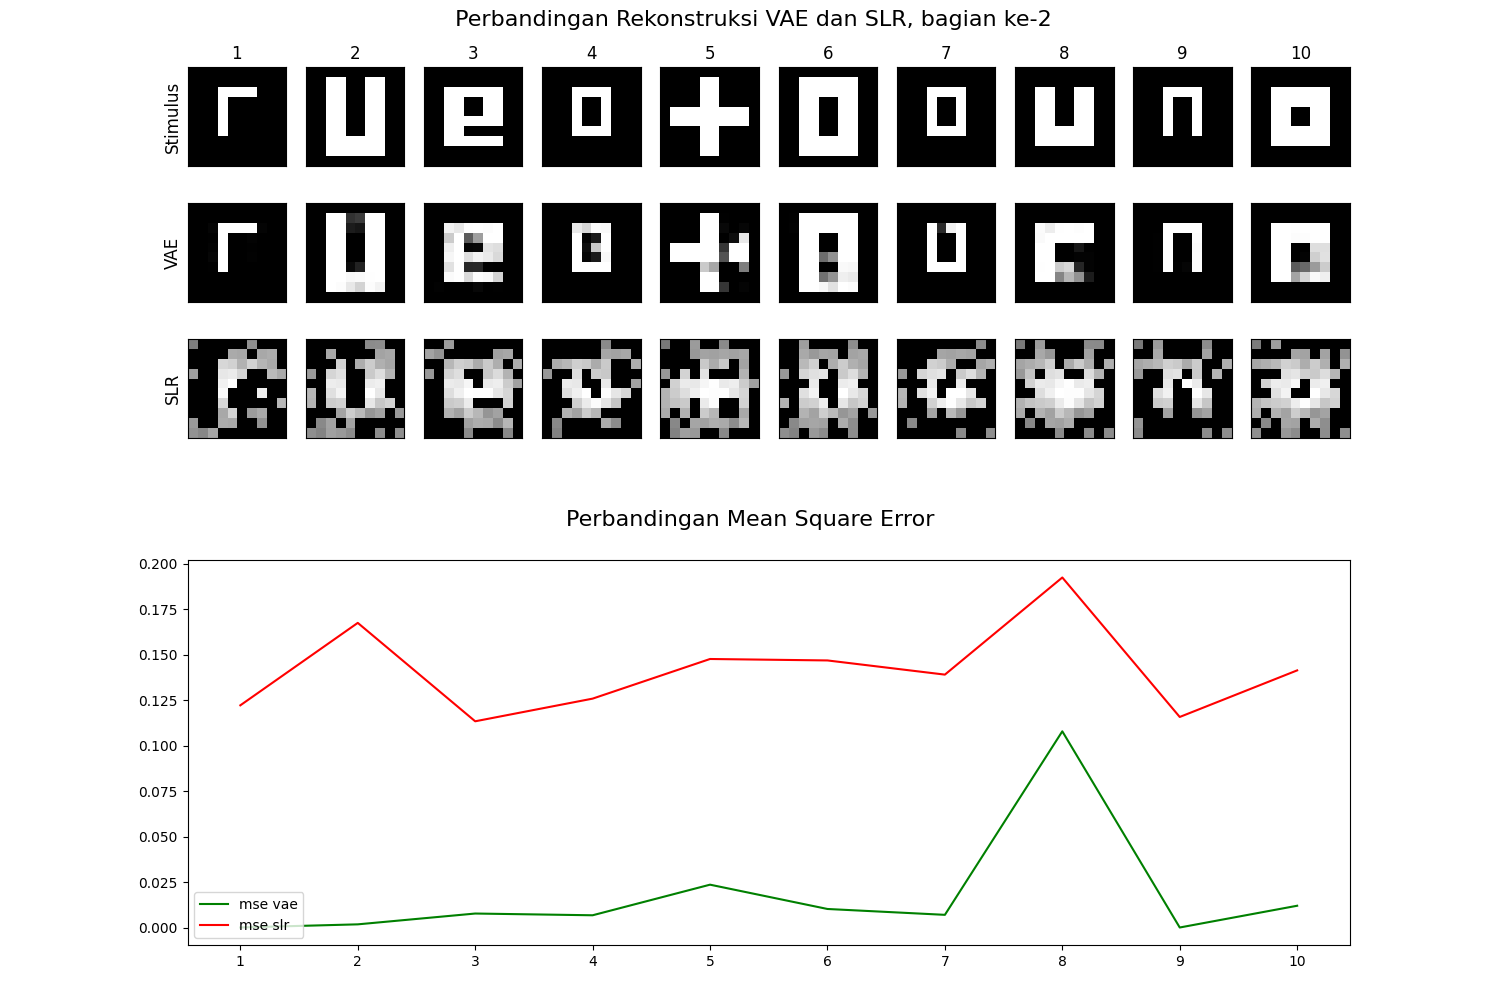 Perbandingan Rekonstruksi VAE dan SLR, bagian ke-2
1 2 3 4 5 6 7 8 9 10
Stimulus
VAE
SLR
Perbandingan Mean Square Error
0.200
0.175
0.150
0.125
0.100
0.075
0.050
0.025
0.000
mse vae
mse slr
1 2 3 4 5 6 7 8 9 10